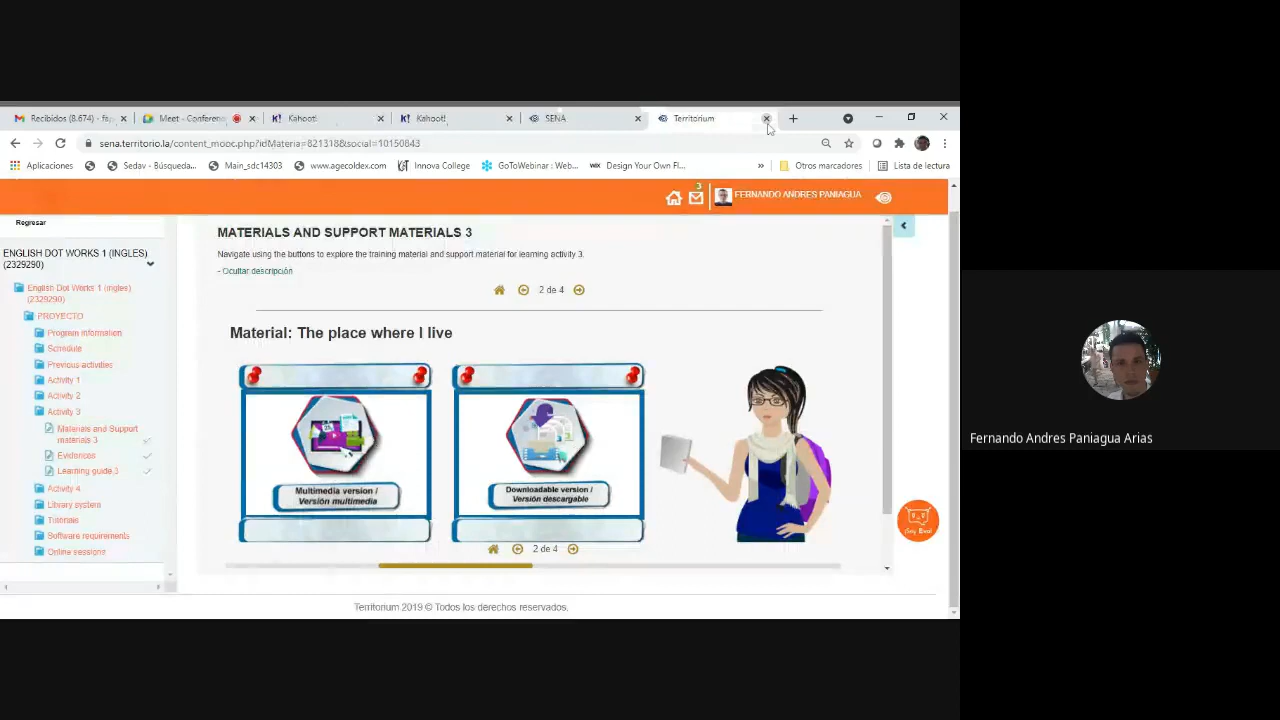 Recibidos (8.674) - fe
Meet - Conferenc
Kahoot!
Kahoot!
SENA
Territorium
sena.territorio.la/content_mooc.php?idMateria=821318&social=10150843
Aplicaciones
Sedav - Búsqueda...
Main_sdc14303
www.agecoldex.com
Innova College
GoToWebinar : Web...
WIX Design Your Own Fl...
»
Otros marcadores
Lista de lectura
3
FERNANDO ANDRES PANIAGUA
Regresar
ENGLISH DOT WORKS 1 (INGLES)
(2329290)
English Dot Works 1 (Ingles)
(2329290)
PROYECTO
Program information
Schedule
Previous activities
Activity 1
Activity 2
Activity 3
Materials and Support
materials 3
Evidences
Learning guide 3
Activity 4
Library system
Tutorials
Software requirements
Online sessions
MATERIALS AND SUPPORT MATERIALS 3
Navigate using the buttons to explore the training material and support material for learning activity 3.
- Ocultar descripción
2 de 4
Material: The place where I live
Multimedia version /
Versión multimedia
Downloadable version /
Versión descargable
2 de 4
Territorium 2019 © Todos los derechos reservados.
Fernando Andres Paniagua Arias